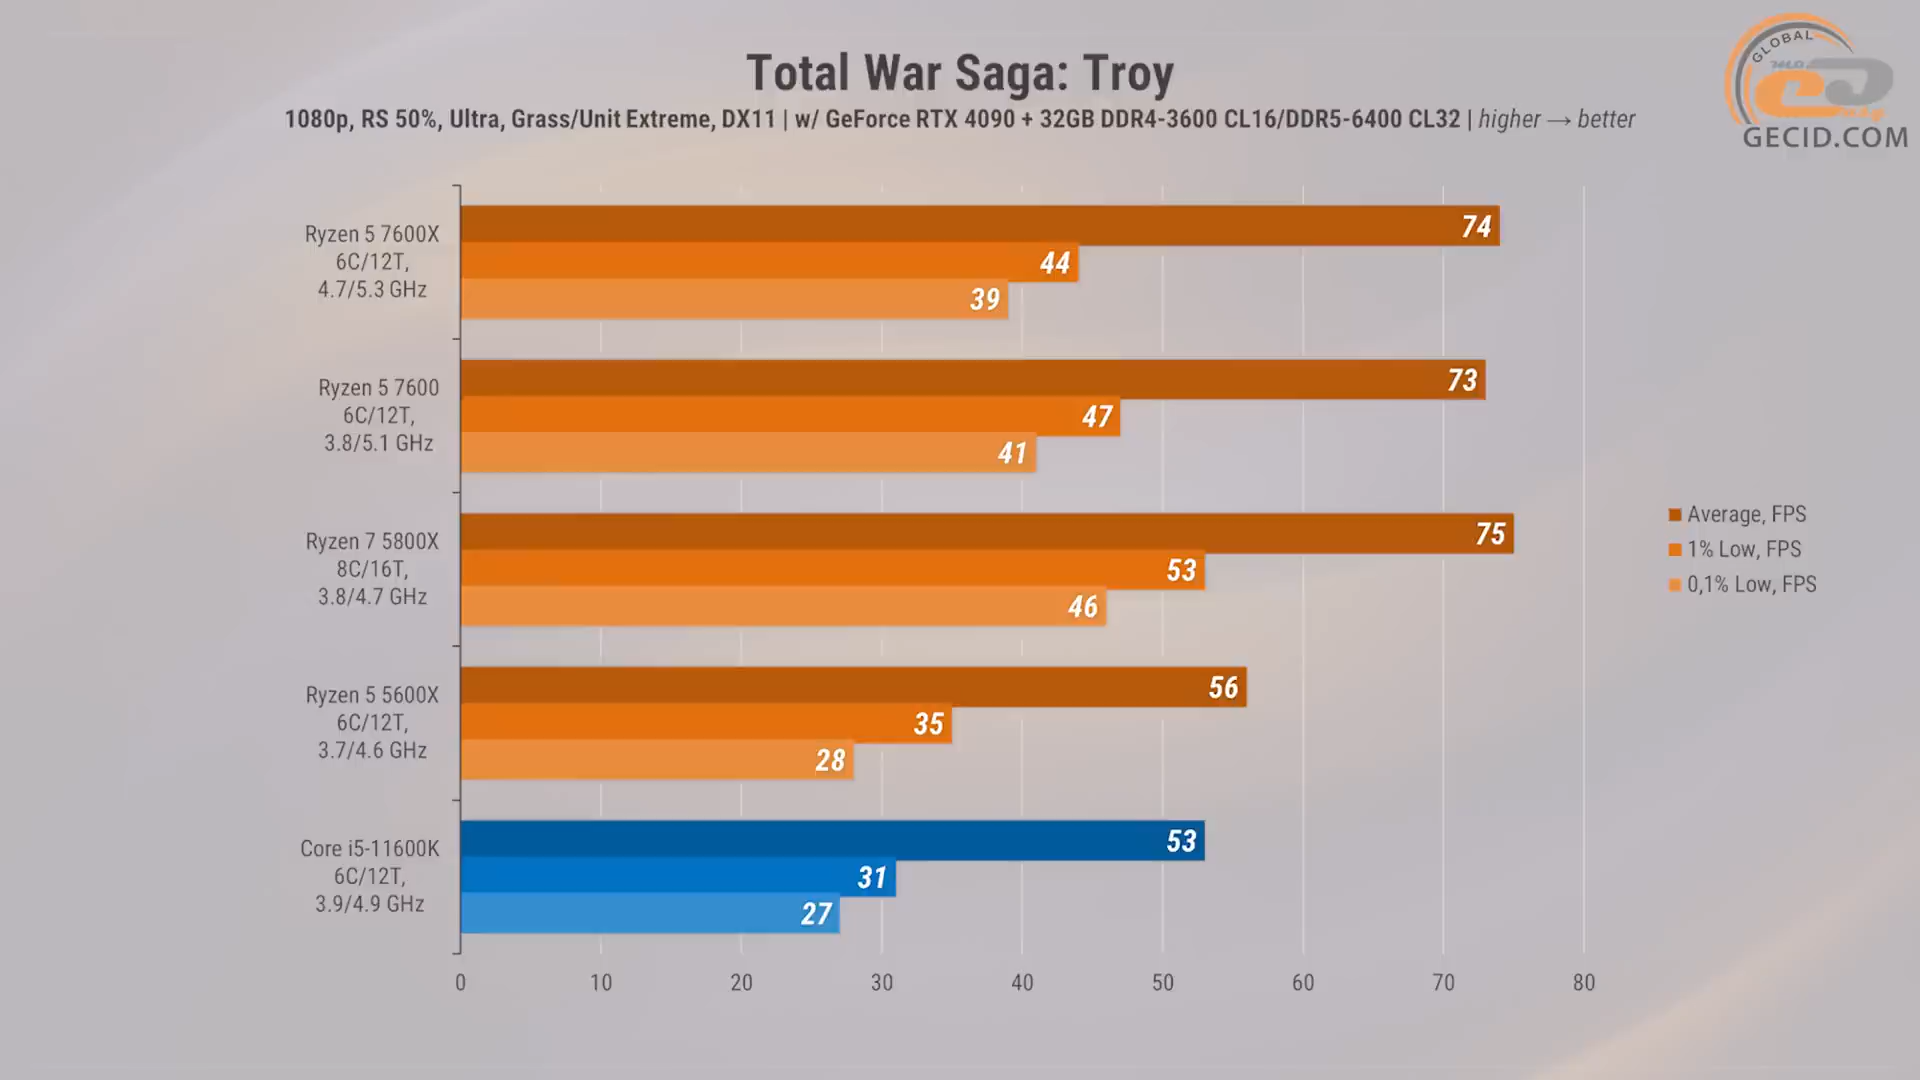 Total War Saga: Troy
1080p, RS 50%, Ultra, Grass/Unit Extreme, DX11 | w/ GeForce RTX 4090 + 32GB DDR4-3600 CL16/DDR5-6400 CL32 | higher → better
GLOBAL
GECID.COM
Ryzen 5 7600X
6C/12T,
4.7/5.3 GHz
74
44
39
Ryzen 5 7600
6C/12T,
3.8/5.1 GHz
73
47
41
Ryzen 7 5800X
8C/16T,
3.8/4.7 GHz
75
53
46
Ryzen 5 5600X
6C/12T,
3.7/4.6 GHz
56
35
28
Core i5-11600K
6C/12T,
3.9/4.9 GHz
53
31
27
Average, FPS
1% Low, FPS
0,1% Low, FPS
0 10 20 30 40 50 60 70 80